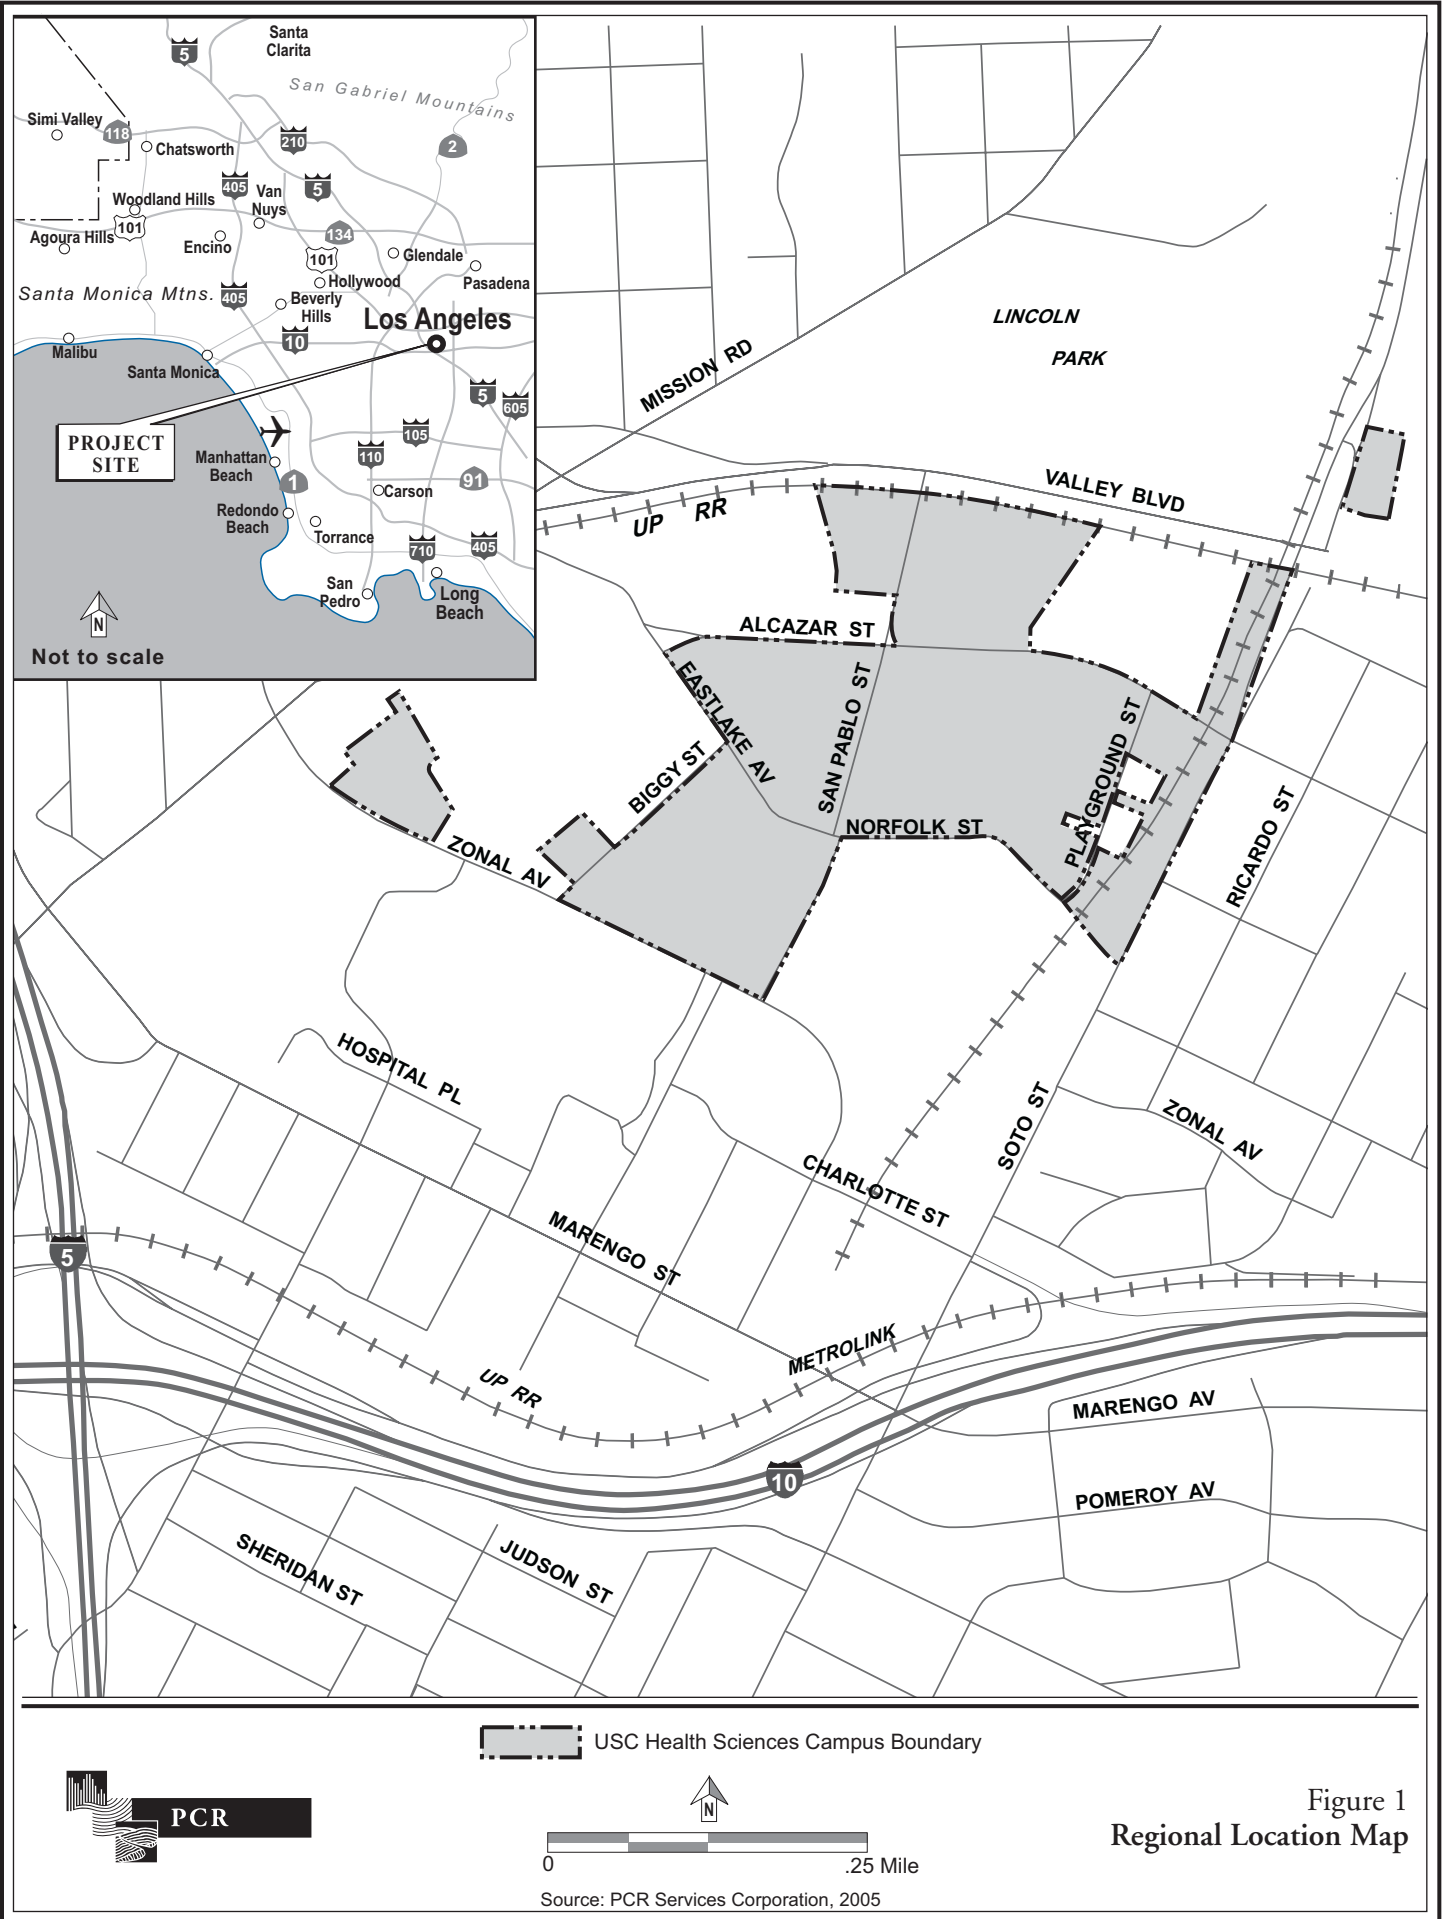 Santa
Clarita
5
San Gabriel Mountains
Simi Valley
118
Chatsworth
210
2
405
Van
Nuys
5
Woodland Hills
101
Agoura Hills
Encino
134
101
Glendale
Hollywood
Pasadena
Santa Monica Mtns.
405
Beverly
Hills
Los Angeles
10
Malibu
Santa Monica
5
605
PROJECT
SITE
105
110
Manhattan
Beach
1
Carson
91
Redondo
Beach
Torrance
710
405
San
Pedro
Long
Beach
N
Not to scale
LINCOLN
PARK
MISSION RD
VALLEY BLVD
UP RR
ALCAZAR ST
EASTLAKE AV
SAN PABLO ST
BIGGY ST
PLAYGROUND ST
NORFOLK ST
RICARDO ST
ZONAL AV
HOSPITAL PL
SOTO ST
ZONAL AV
CHARLOTTE ST
MARENGO ST
5
METROLINK
UP RR
10
MARENGO AV
POMEROY AV
SHERIDAN ST
JUDSON ST
USC Health Sciences Campus Boundary
PCR
N
0 .25 Mile
Source: PCR Services Corporation, 2005
Figure 1
Regional Location Map